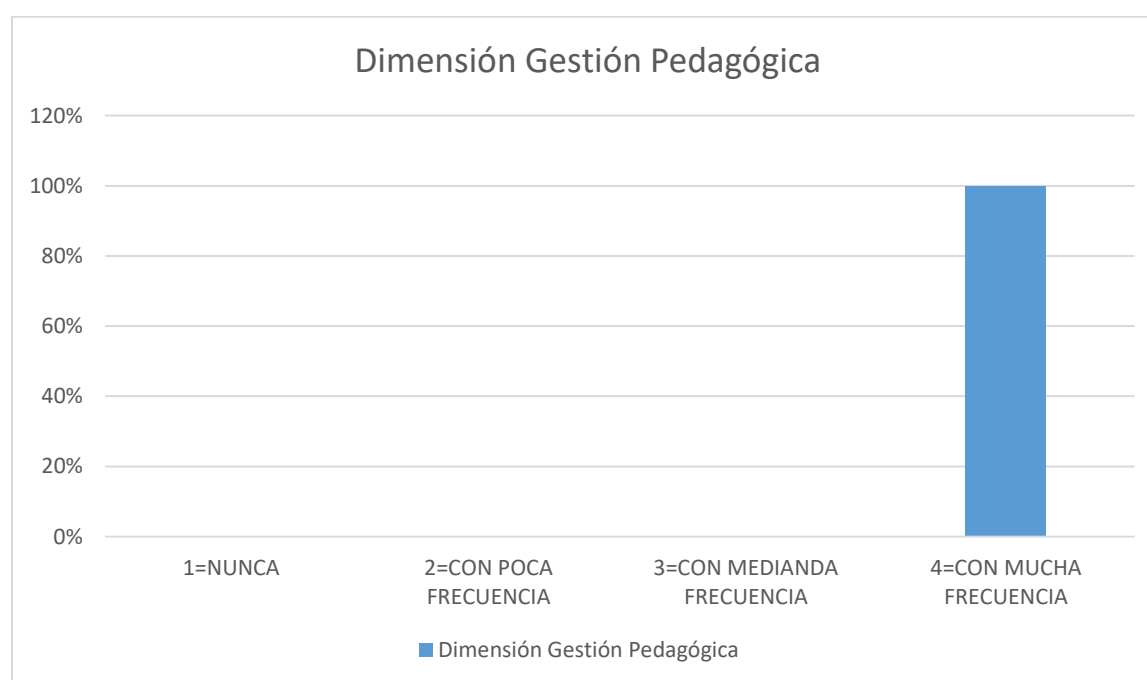 Dimensión Gestión Pedagógica
120%
100%
80%
60%
40%
20%
0%
1=NUNCA
2=CON POCA
FRECUENCIA
3=CON MEDIANDA
FRECUENCIA
4=CON MUCHA
FRECUENCIA
Dimensión Gestión Pedagógica